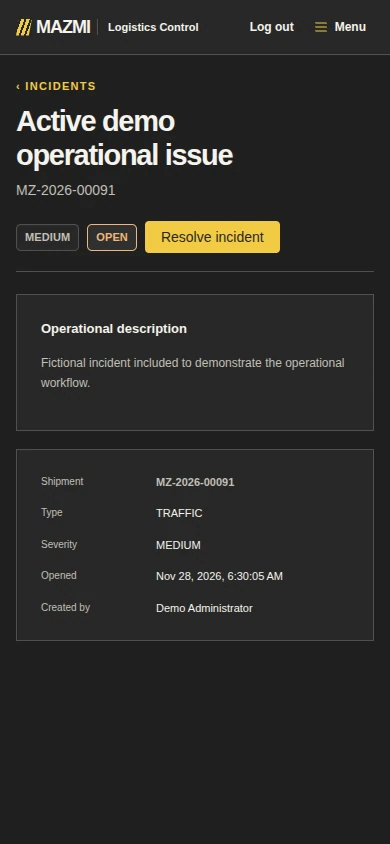 MAZMI Logistics Control Log out Menu
‹ INCIDENTS
Active demo
operational issue
MZ-2026-00091
MEDIUM OPEN Resolve incident
Operational description
Fictional incident included to demonstrate the operational
workflow.
Shipment MZ-2026-00091
Type TRAFFIC
Severity MEDIUM
Opened Nov 28, 2026, 6:30:05 AM
Created by Demo Administrator